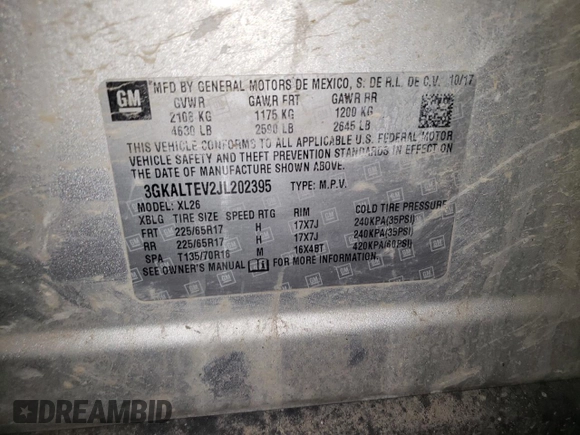 GM
MFD BY GENERAL MOTORS DE MEXICO, S. DE R.L. DE C.V. 10/17
GVWR GAWR FRT GAWR RR
2100 KG 1175 KG 1200 KG
4630 LB 2590 LB 2645 LB
THIS VEHICLE CONFORMS TO ALL APPLICABLE U.S. FEDERAL MOTOR
VEHICLE SAFETY AND THEFT PREVENTION STANDARDS IN EFFECT ON
THE DATE OF MANUFACTURE SHOWN ABOVE.
3GKALTEV2JL202395 TYPE: M.P.V.
MODEL: XL26
XBLG TIRE SIZE SPEED RTG RIM COLD TIRE PRESSURE
FRT 225/65R17 H 17X7J 240KPA(35PSI)
RR 225/65R17 H 17X7J 240KPA(35PSI)
SPA T135/70R16 M 16X4BT 420KPA(60PSI)
SEE OWNER'S MANUAL FOR MORE INFORMATION.
DREAMBID